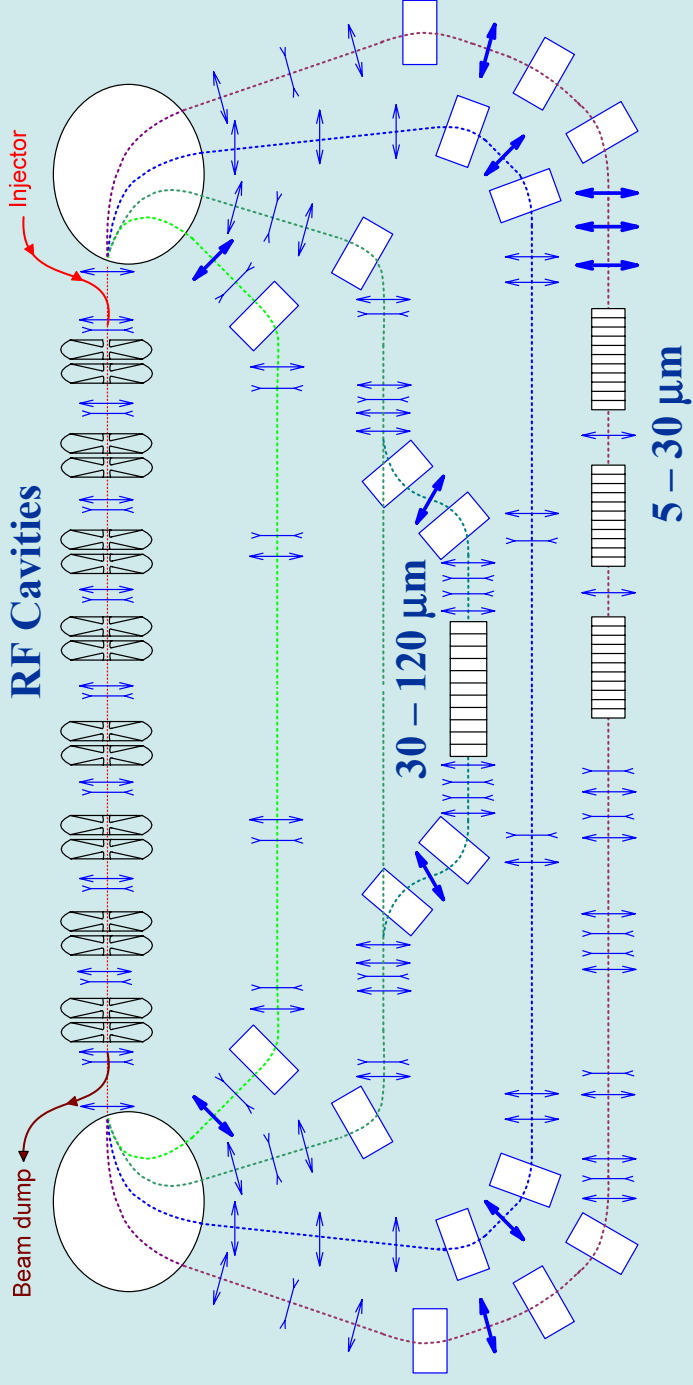 Beam dump
RF Cavities
Injector
30 – 120 µm
5 – 30 µm